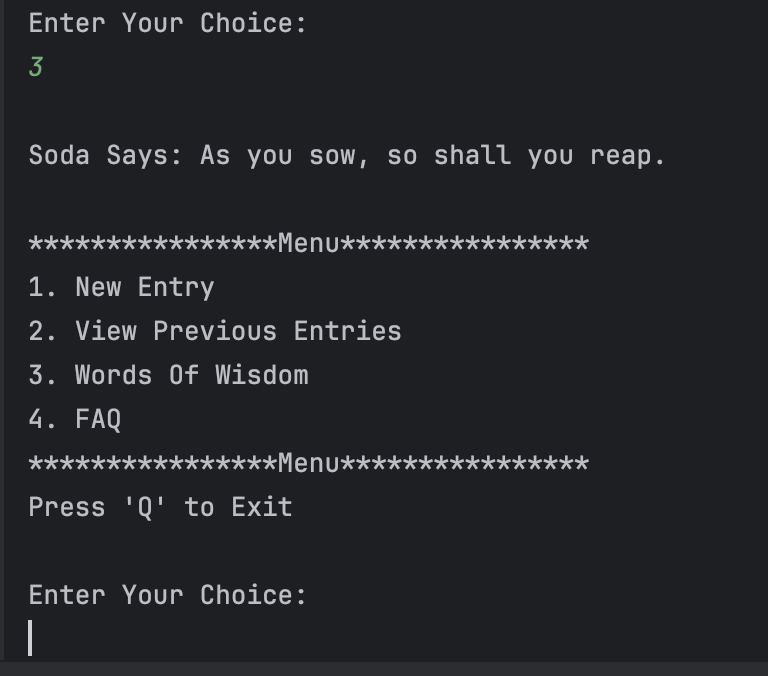 Enter Your Choice:
3
Soda Says: As you sow, so shall you reap.
****************Menu****************
1. New Entry
2. View Previous Entries
3. Words Of Wisdom
4. FAQ
****************Menu****************
Press 'Q' to Exit
Enter Your Choice: